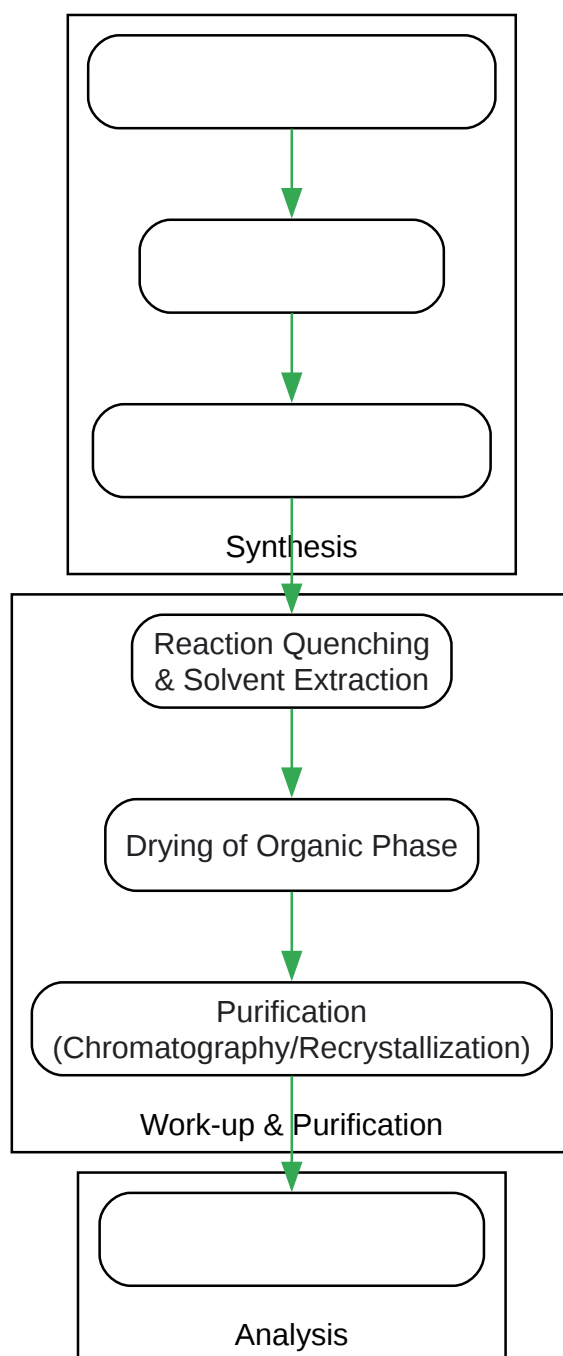 Synthesis
Reaction Quenching
& Solvent Extraction
Drying of Organic Phase
Purification
(Chromatography/Recrystallization)
Work-up & Purification
Analysis